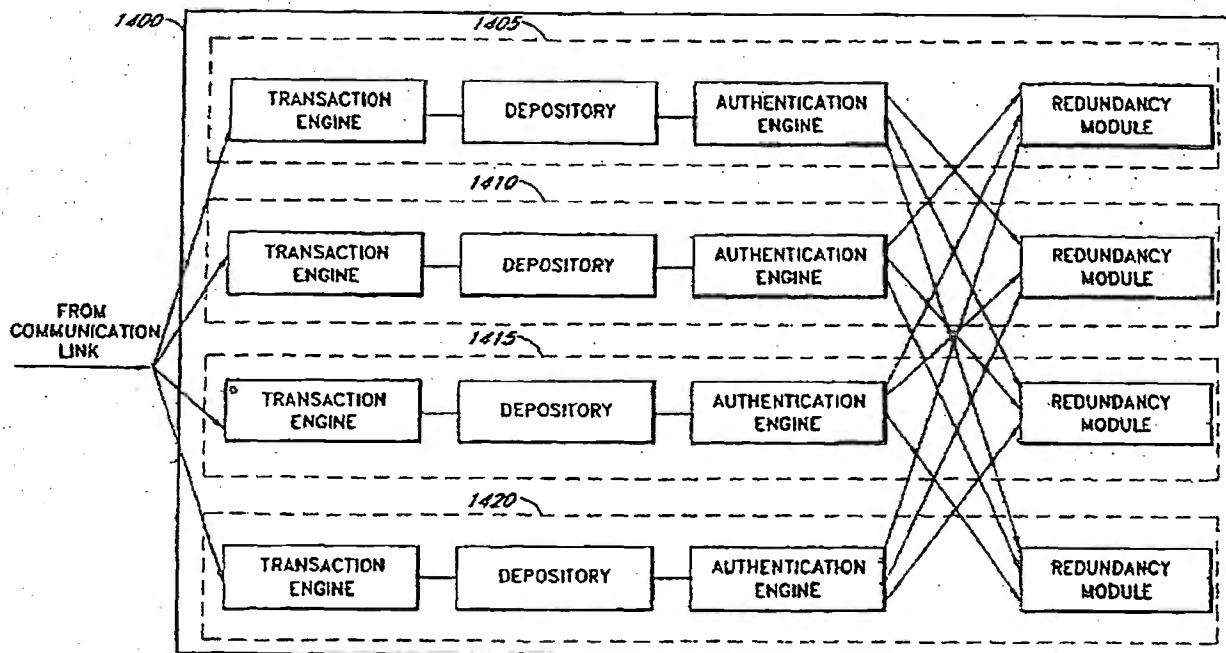 1400
1405
TRANSACTION
ENGINE
DEPOSITORY
AUTHENTICATION
ENGINE
REDUNDANCY
MODULE
1410
TRANSACTION
ENGINE
DEPOSITORY
AUTHENTICATION
ENGINE
REDUNDANCY
MODULE
FROM
COMMUNICATION
LINK
1415
TRANSACTION
ENGINE
DEPOSITORY
AUTHENTICATION
ENGINE
REDUNDANCY
MODULE
1420
TRANSACTION
ENGINE
DEPOSITORY
AUTHENTICATION
ENGINE
REDUNDANCY
MODULE